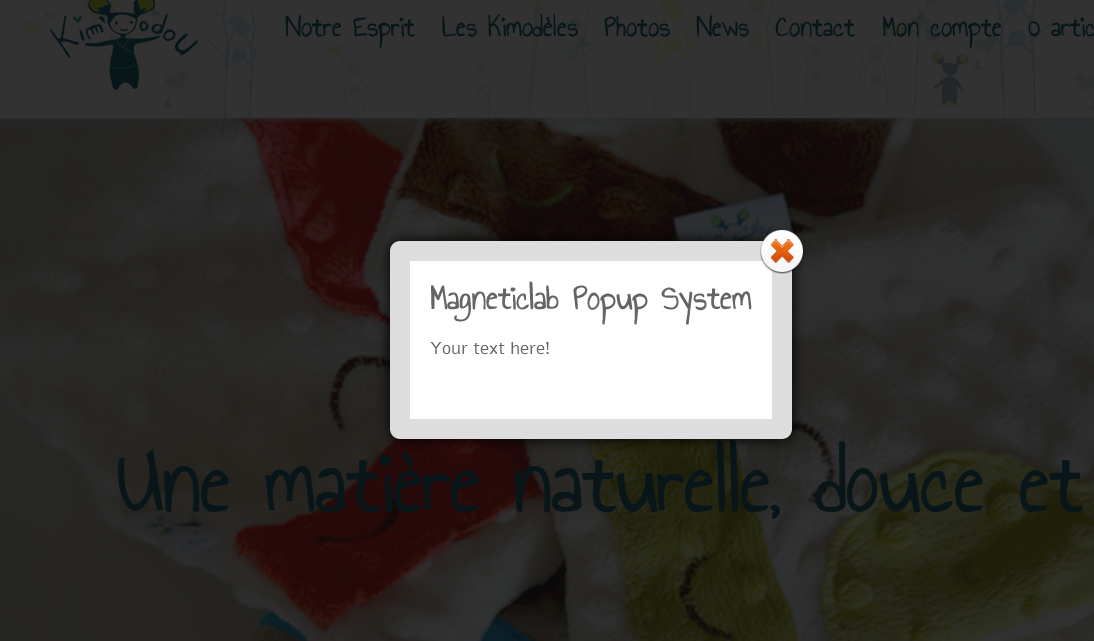 Kimodou
Notre Esprit Les Kimodèles Photos News Contact Mon compte 0 artic
Magneticlab Popup System
Your text here!
Une matière naturelle, douce et